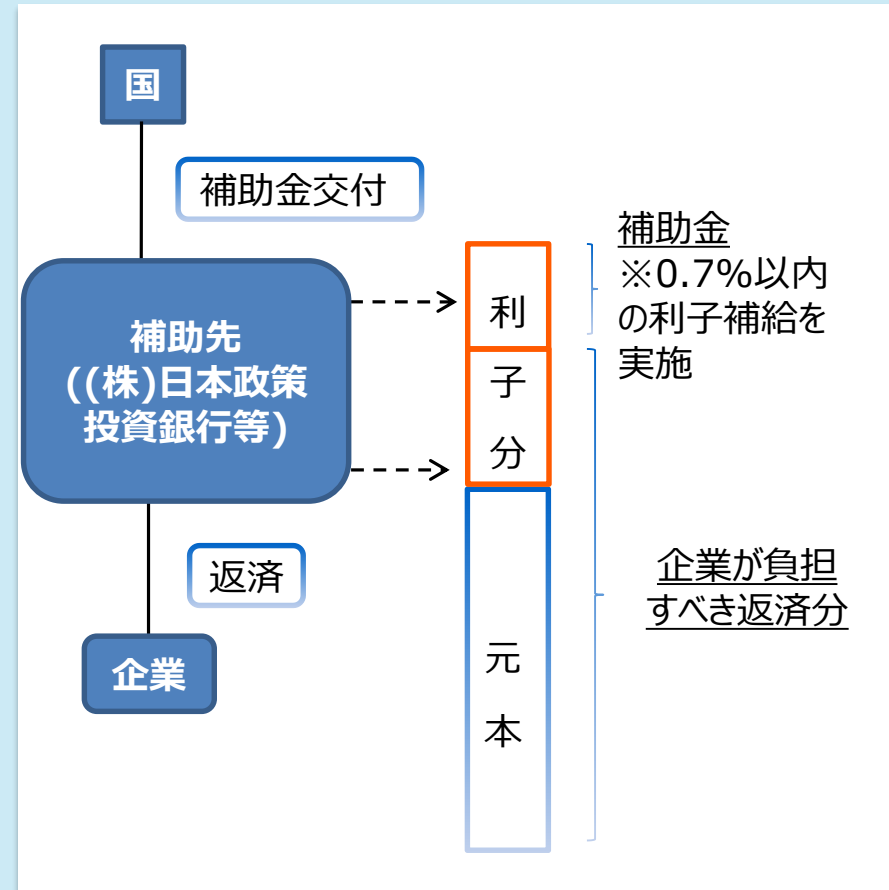 国
補助金交付
補助先
((株)日本政策
投資銀行等)
返済
企業
利
子
分
元
本
補助金
※0.7%以内
の利子補給を
実施
企業が負担
すべき返済分